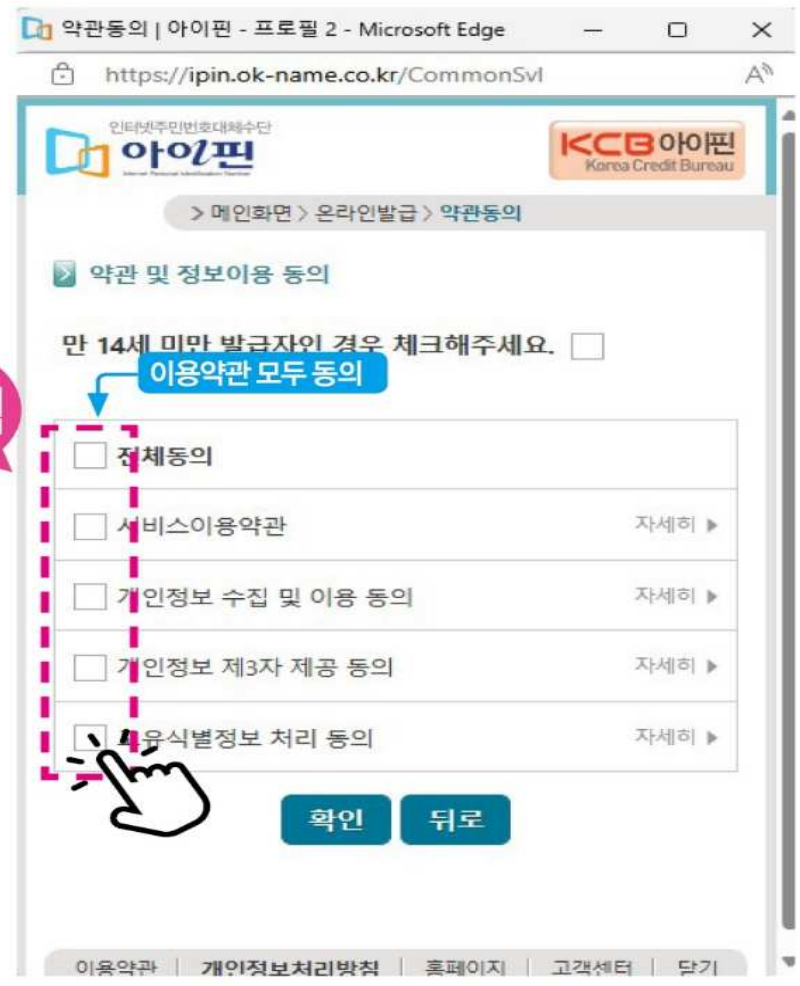 약관동의 | 아이핀 - 프로필 2 - Microsoft Edge
https://ipin.ok-name.co.kr/CommonSvl
인터넷주민번호대체수단
아이핀
KCB 아이핀
Korea Credit Bureau
> 메인화면 > 온라인발급 > 약관동의
약관 및 정보이용 동의
만 14세 미만 발급자인 경우 체크해주세요.
이용약관 모두 동의
전체동의
서비스이용약관 자세히 ▶
개인정보 수집 및 이용 동의 자세히 ▶
개인정보 제3자 제공 동의 자세히 ▶
고유식별정보 처리 동의 자세히 ▶
확인 뒤로
이용약관 | 개인정보처리방침 | 홈페이지 | 고객센터 | 닫기